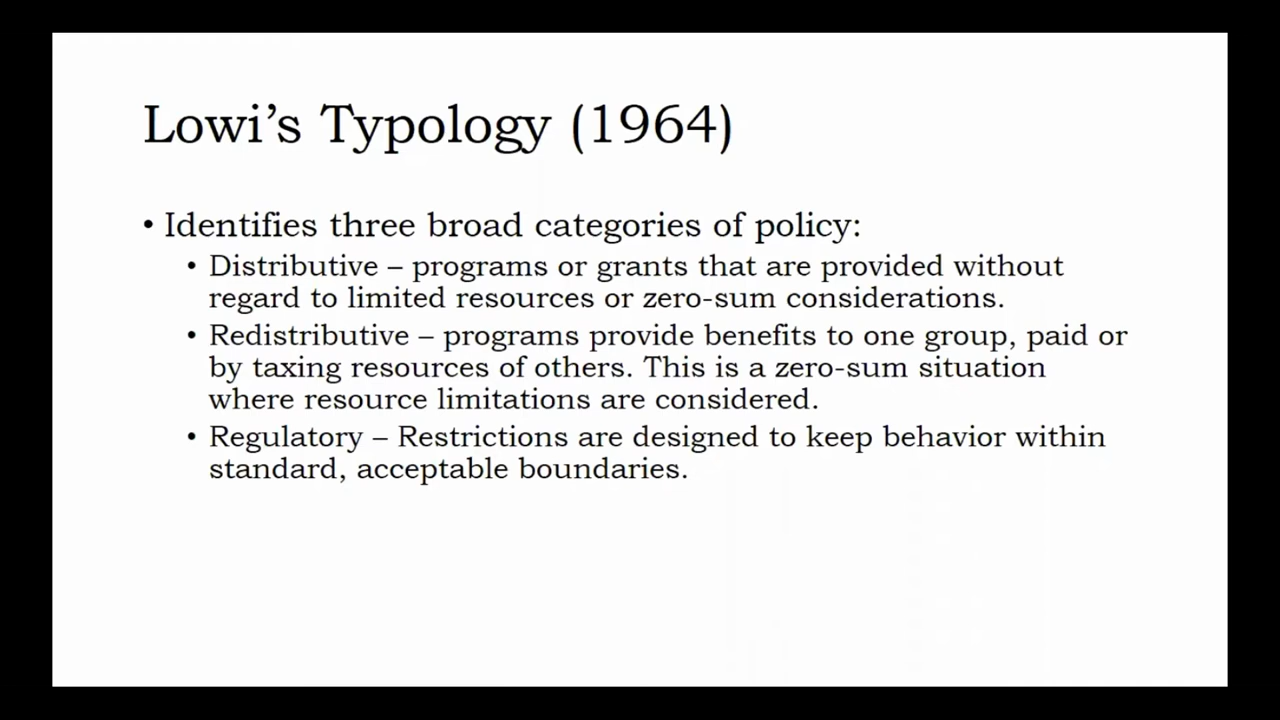 Lowi's Typology (1964)
• Identifies three broad categories of policy:
• Distributive – programs or grants that are provided without
regard to limited resources or zero-sum considerations.
• Redistributive – programs provide benefits to one group, paid or
by taxing resources of others. This is a zero-sum situation
where resource limitations are considered.
• Regulatory – Restrictions are designed to keep behavior within
standard, acceptable boundaries.